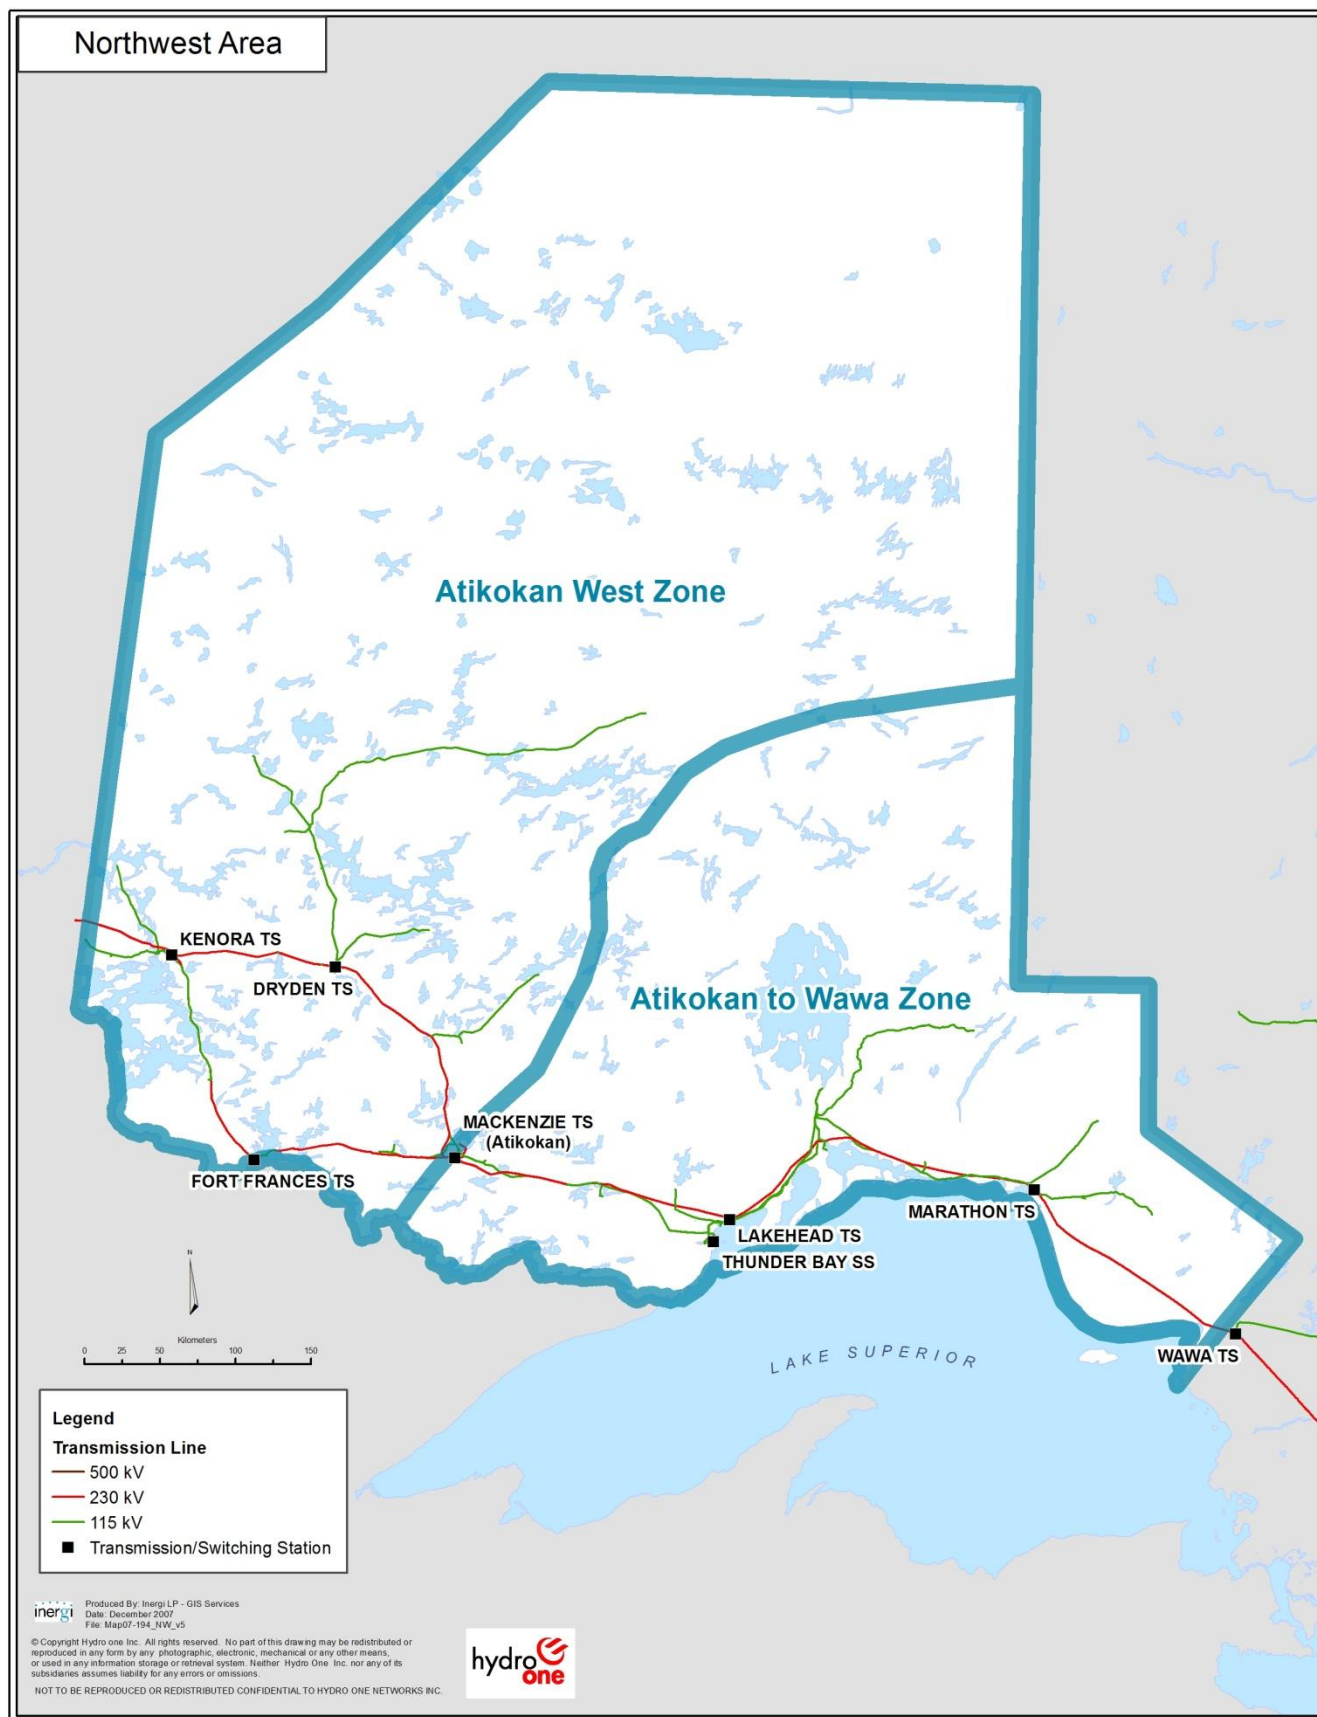 Northwest Area
Atikokan West Zone
KENORA TS
DRYDEN TS
Atikokan to Wawa Zone
MACKENZIE TS
(Atikokan)
FORT FRANCES TS
MARATHON TS
LAKEHEAD TS
THUNDER BAY SS
N
Kilometers
0 25 50 100 150
LAKE SUPERIOR
WAWA TS
Legend
Transmission Line
500 kV
230 kV
115 kV
Transmission/Switching Station
inergi
Produced By: Inergi LP - GIS Services
Date: December 2007
File: Map07-194_NW_v5
© Copyright Hydro one Inc. All rights reserved. No part of this drawing may be redistributed or
reproduced in any form by any photographic, electronic, mechanical or any other means,
or used in any information storage or retrieval system. Neither Hydro One Inc. nor any of its
subsidiaries assumes liability for any errors or omissions.
NOT TO BE REPRODUCED OR REDISTRIBUTED CONFIDENTIAL TO HYDRO ONE NETWORKS INC.
hydro
one